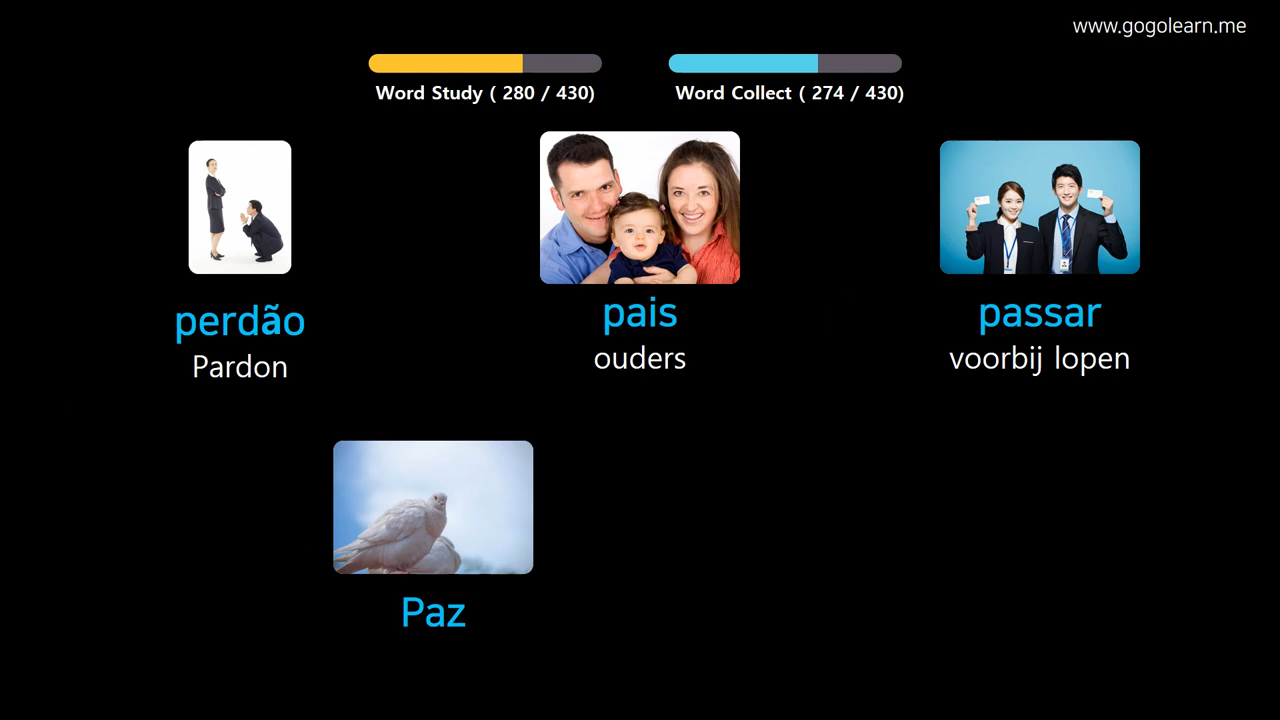 www.gogolearn.me
Word Study ( 280 / 430)
Word Collect ( 274 / 430)
perdão
Pardon
pais
ouders
passar
voorbij lopen
Paz